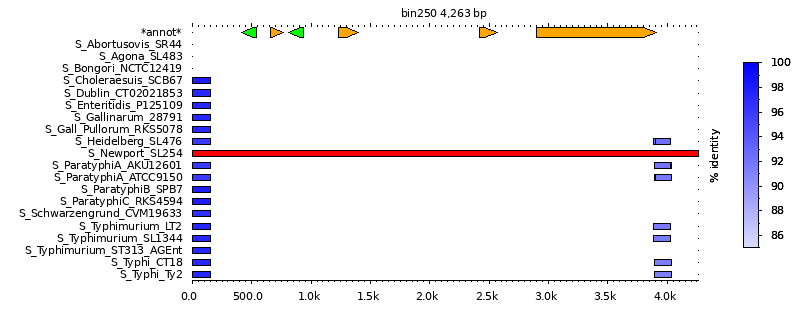 bin250 4,263 bp
*annot*
S_Abortusovis_SR44
S_Agona_SL483
S_Bongori_NCTC12419
S_Choleraesuis_SCB67
S_Dublin_CT02021853
S_Enteritidis_P125109
S_Gallinarum_28791
S_Gall_Pullorum_RKS5078
S_Heidelberg_SL476
S_Newport_SL254
S_ParatyphiA_AKU12601
S_ParatyphiA_ATCC9150
S_ParatyphiB_SPB7
S_ParatyphiC_RKS4594
S_Schwarzengrund_CVM19633
S_Typhimurium_LT2
S_Typhimurium_SL1344
S_Typhimurium_ST313_AGEnt
S_Typhi_CT18
S_Typhi_Ty2
0.0 500.0 1.0k 1.5k 2.0k 2.5k 3.0k 3.5k 4.0k
% identity
100
98
96
94
92
90
88
86